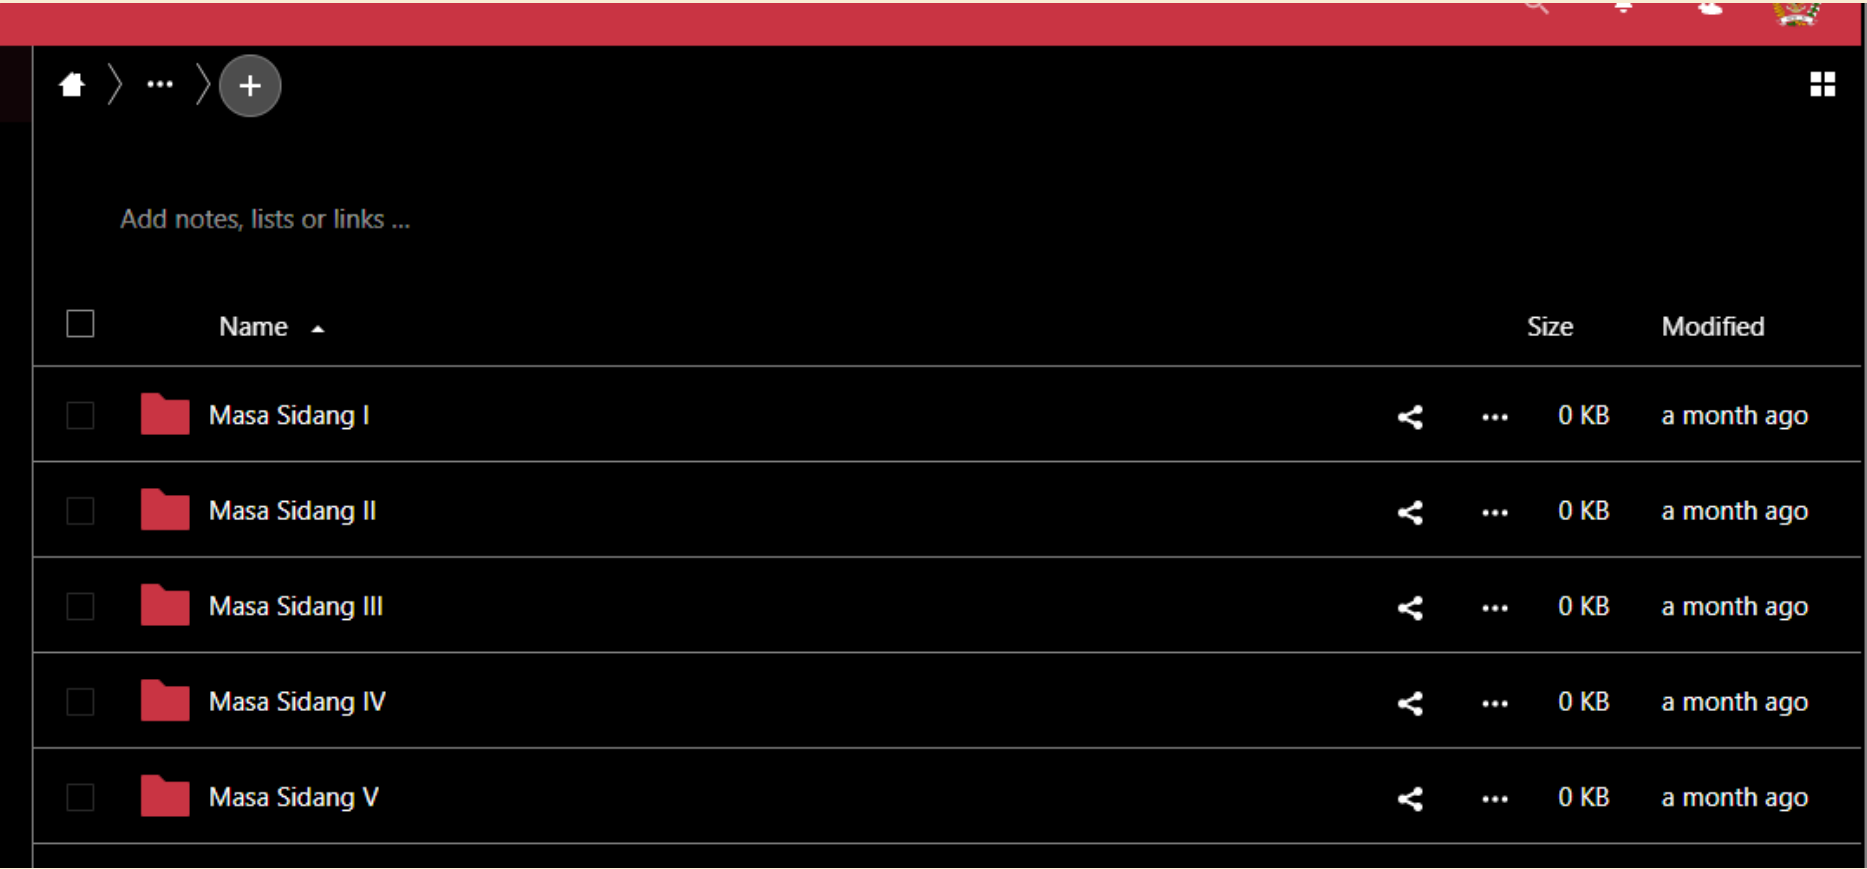 Add notes, lists or links ...
Name Size Modified
Masa Sidang I 0 KB a month ago
Masa Sidang II 0 KB a month ago
Masa Sidang III 0 KB a month ago
Masa Sidang IV 0 KB a month ago
Masa Sidang V 0 KB a month ago